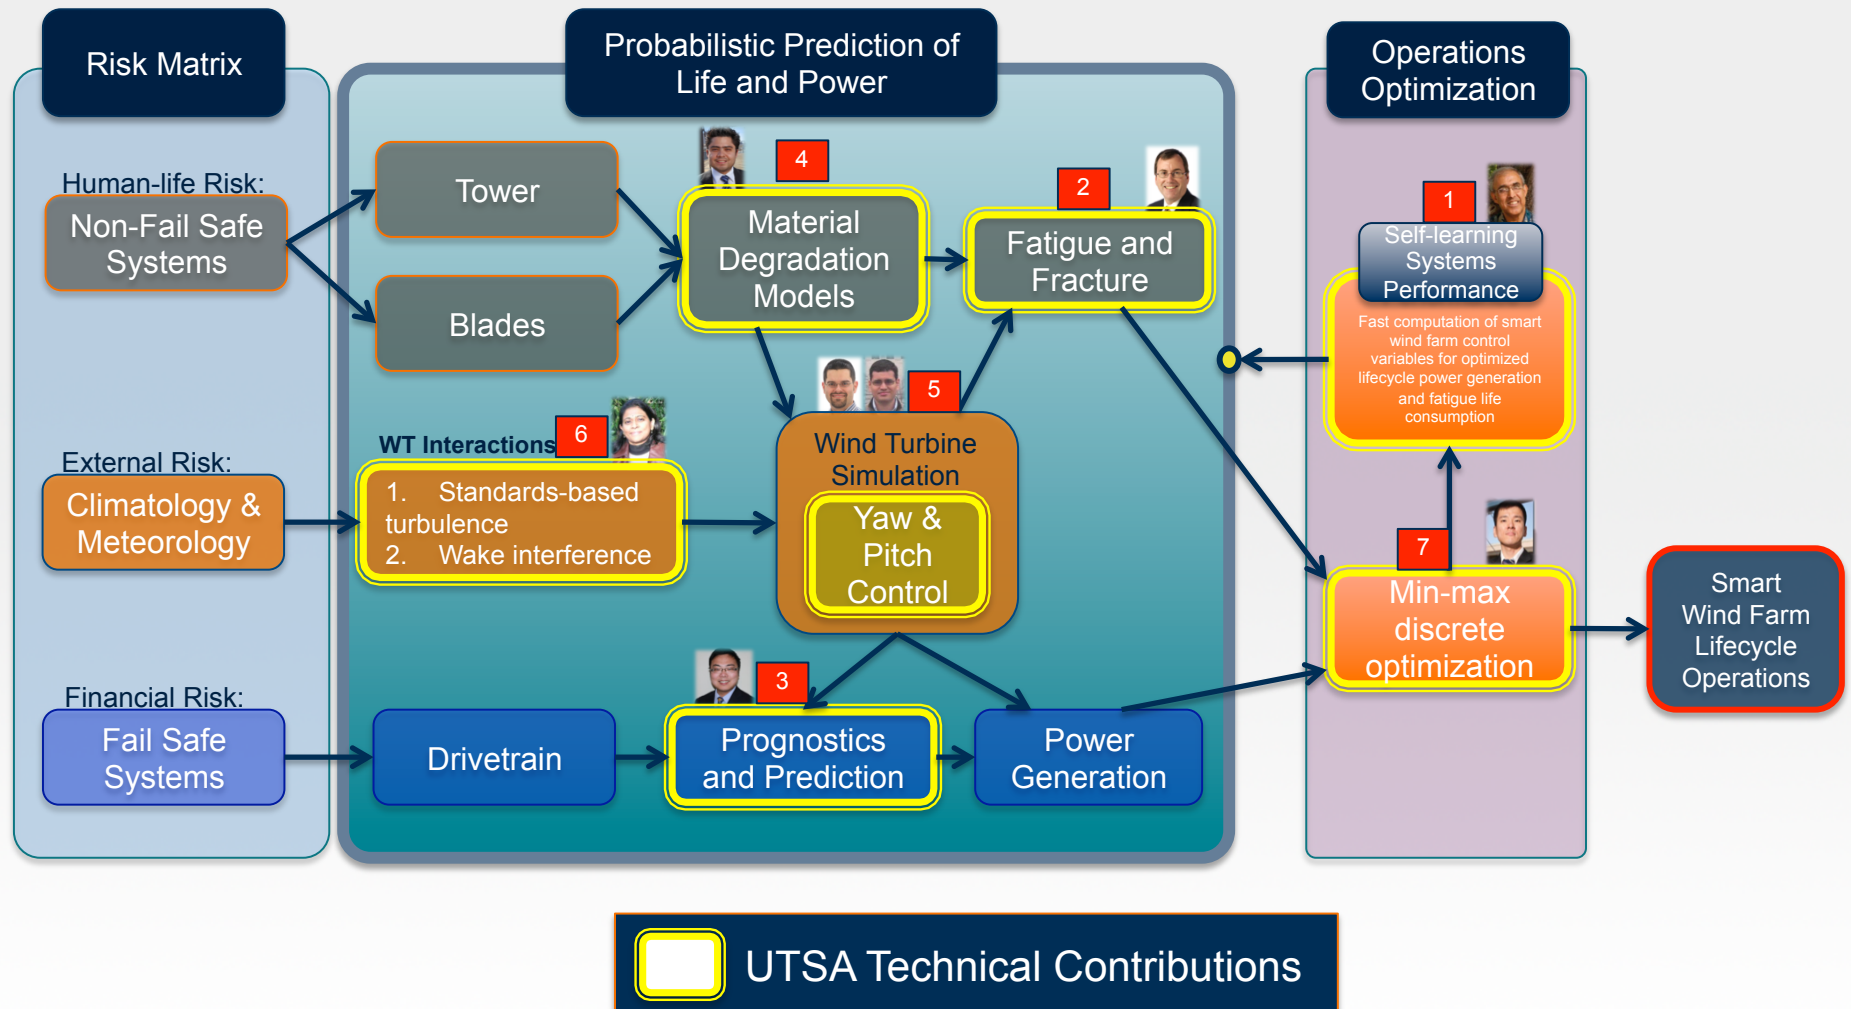 Risk Matrix
Probabilistic Prediction of
Life and Power
Operations
Optimization
Human-life Risk:
Non-Fail Safe
Systems
Tower
Blades
4
Material
Degradation
Models
2
Fatigue and
Fracture
1
Self-learning
Systems
Performance
Fast computation of smart
wind farm control
variables for optimized
lifecycle power generation
and fatigue life
consumption
External Risk:
Climatology &
Meteorology
WT Interactions
6
1. Standards-based
turbulence
2. Wake interference
5
Wind Turbine
Simulation
Yaw &
Pitch
Control
7
Min-max
discrete
optimization
Smart
Wind Farm
Lifecycle
Operations
Financial Risk:
Fail Safe
Systems
Drivetrain
3
Prognostics
and Prediction
Power
Generation
UTSA Technical Contributions